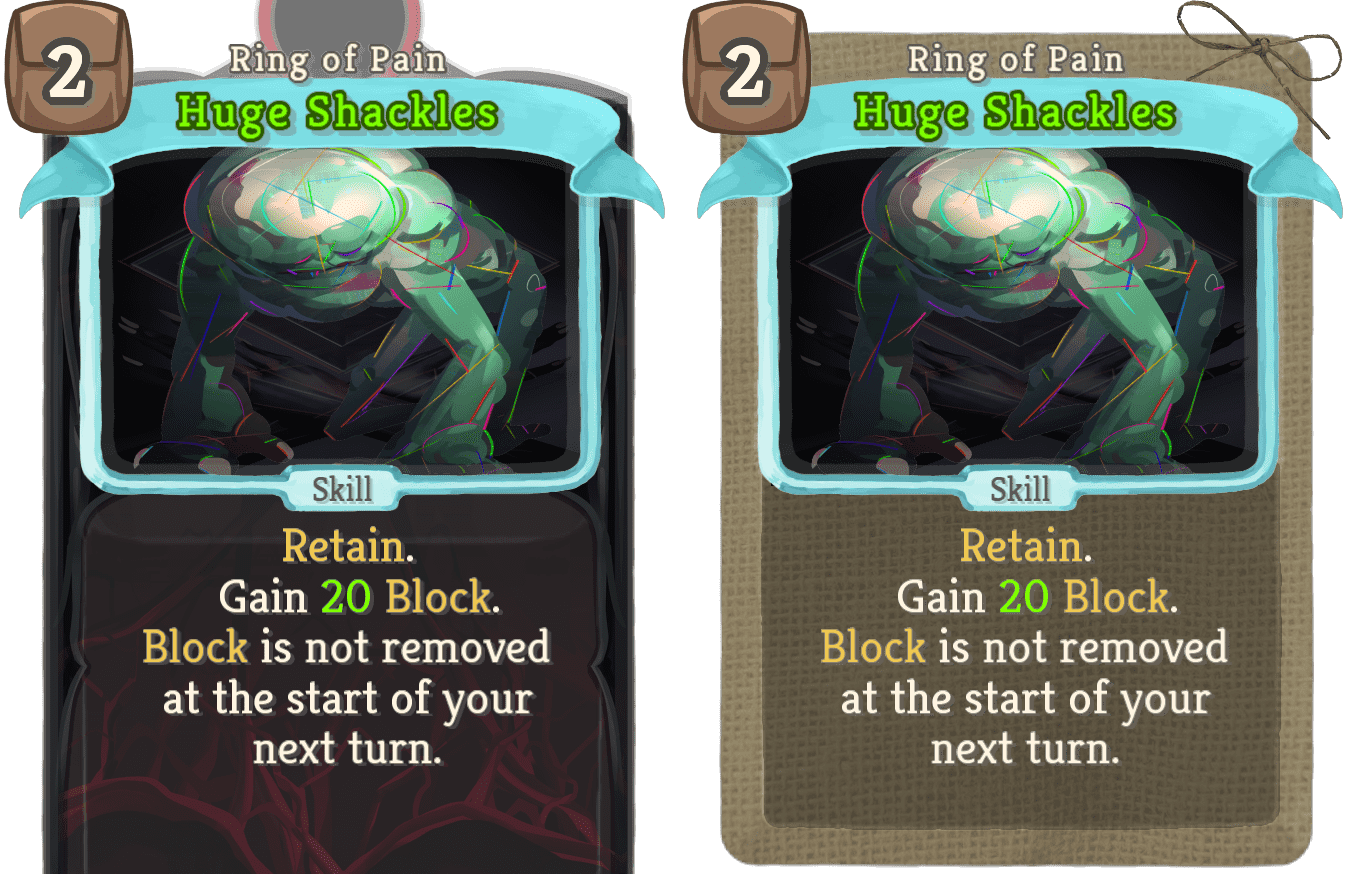 2
Ring of Pain
Huge Shackles
Skill
Retain.
Gain 20 Block.
Block is not removed
at the start of your
next turn.
2
Ring of Pain
Huge Shackles
Skill
Retain.
Gain 20 Block.
Block is not removed
at the start of your
next turn.